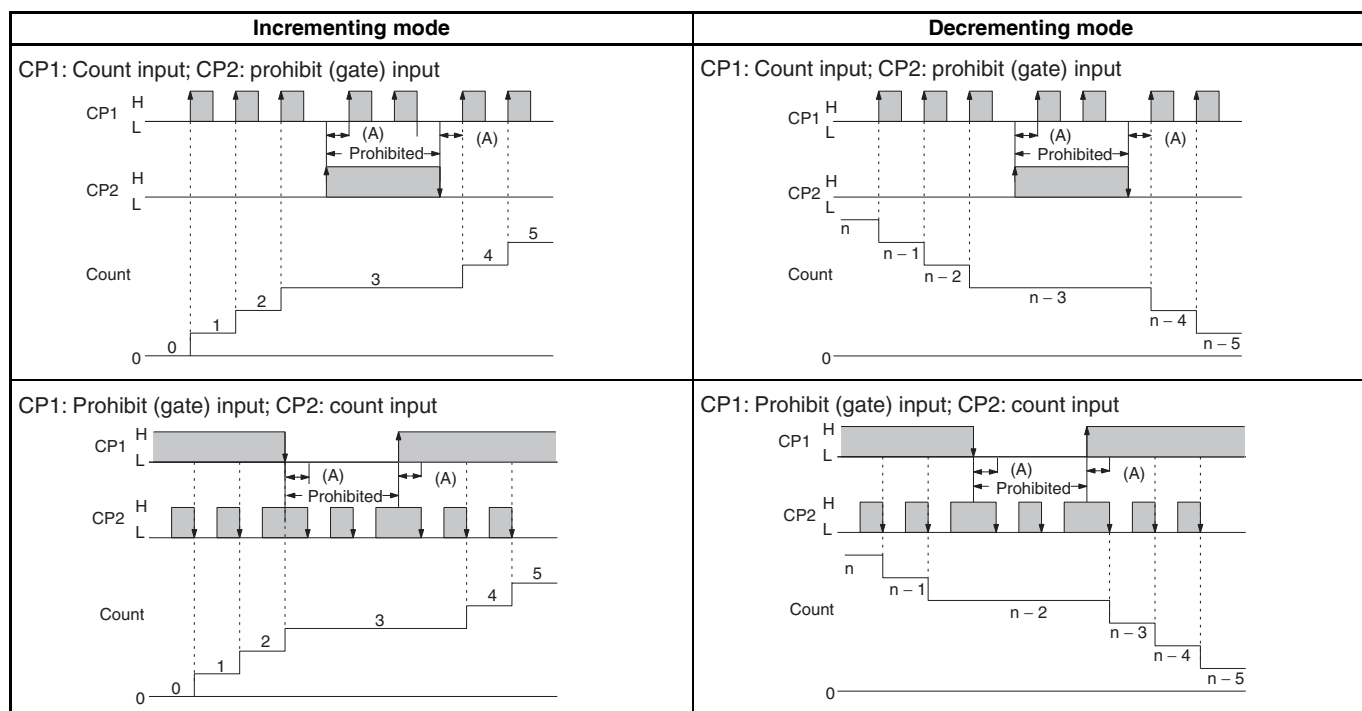 Incrementing mode
Decrementing mode
CP1: Count input; CP2: prohibit (gate) input
CP1 H
L
(A)
(A)
Prohibited
CP2 H
L
Count
0
0
1
2
3
4
5
CP1: Count input; CP2: prohibit (gate) input
CP1 H
L
(A)
(A)
Prohibited
CP2 H
L
Count
n
n – 1
n – 2
n – 3
n – 4
n – 5
0
CP1: Prohibit (gate) input; CP2: count input
CP1 H
L
(A)
(A)
Prohibited
CP2 H
L
Count
0
0
1
2
3
4
5
CP1: Prohibit (gate) input; CP2: count input
CP1 H
L
(A)
(A)
Prohibited
CP2 H
L
Count
n
n – 1
n – 2
n – 3
n – 4
n – 5
0